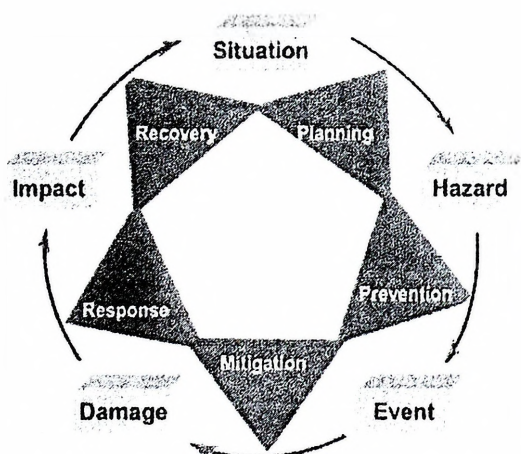 Situation
Recovery
Planning
Impact
Hazard
Response
Prevention
Mitigation
Damage
Event